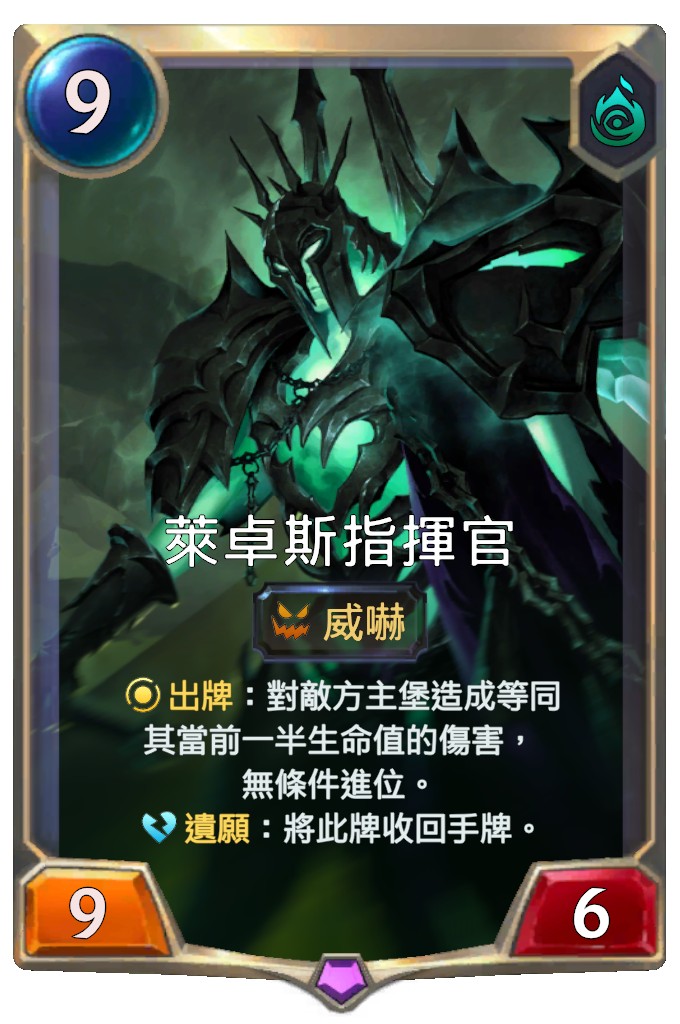 9
萊卓斯指揮官
威嚇
出牌：對敵方主堡造成等同
其當前一半生命值的傷害，
無條件進位。
遺願：將此牌收回手牌。
9
6